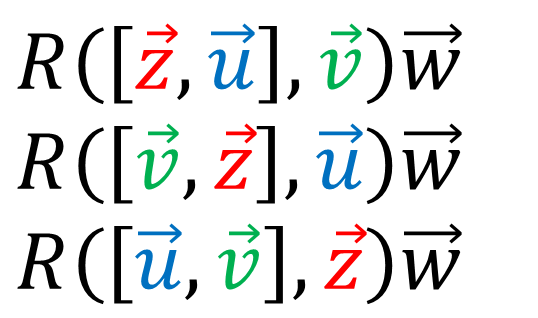 R([z⃗, u⃗], v⃗)w⃗
R([v⃗, z⃗], u⃗)w⃗
R([u⃗, v⃗], z⃗)w⃗